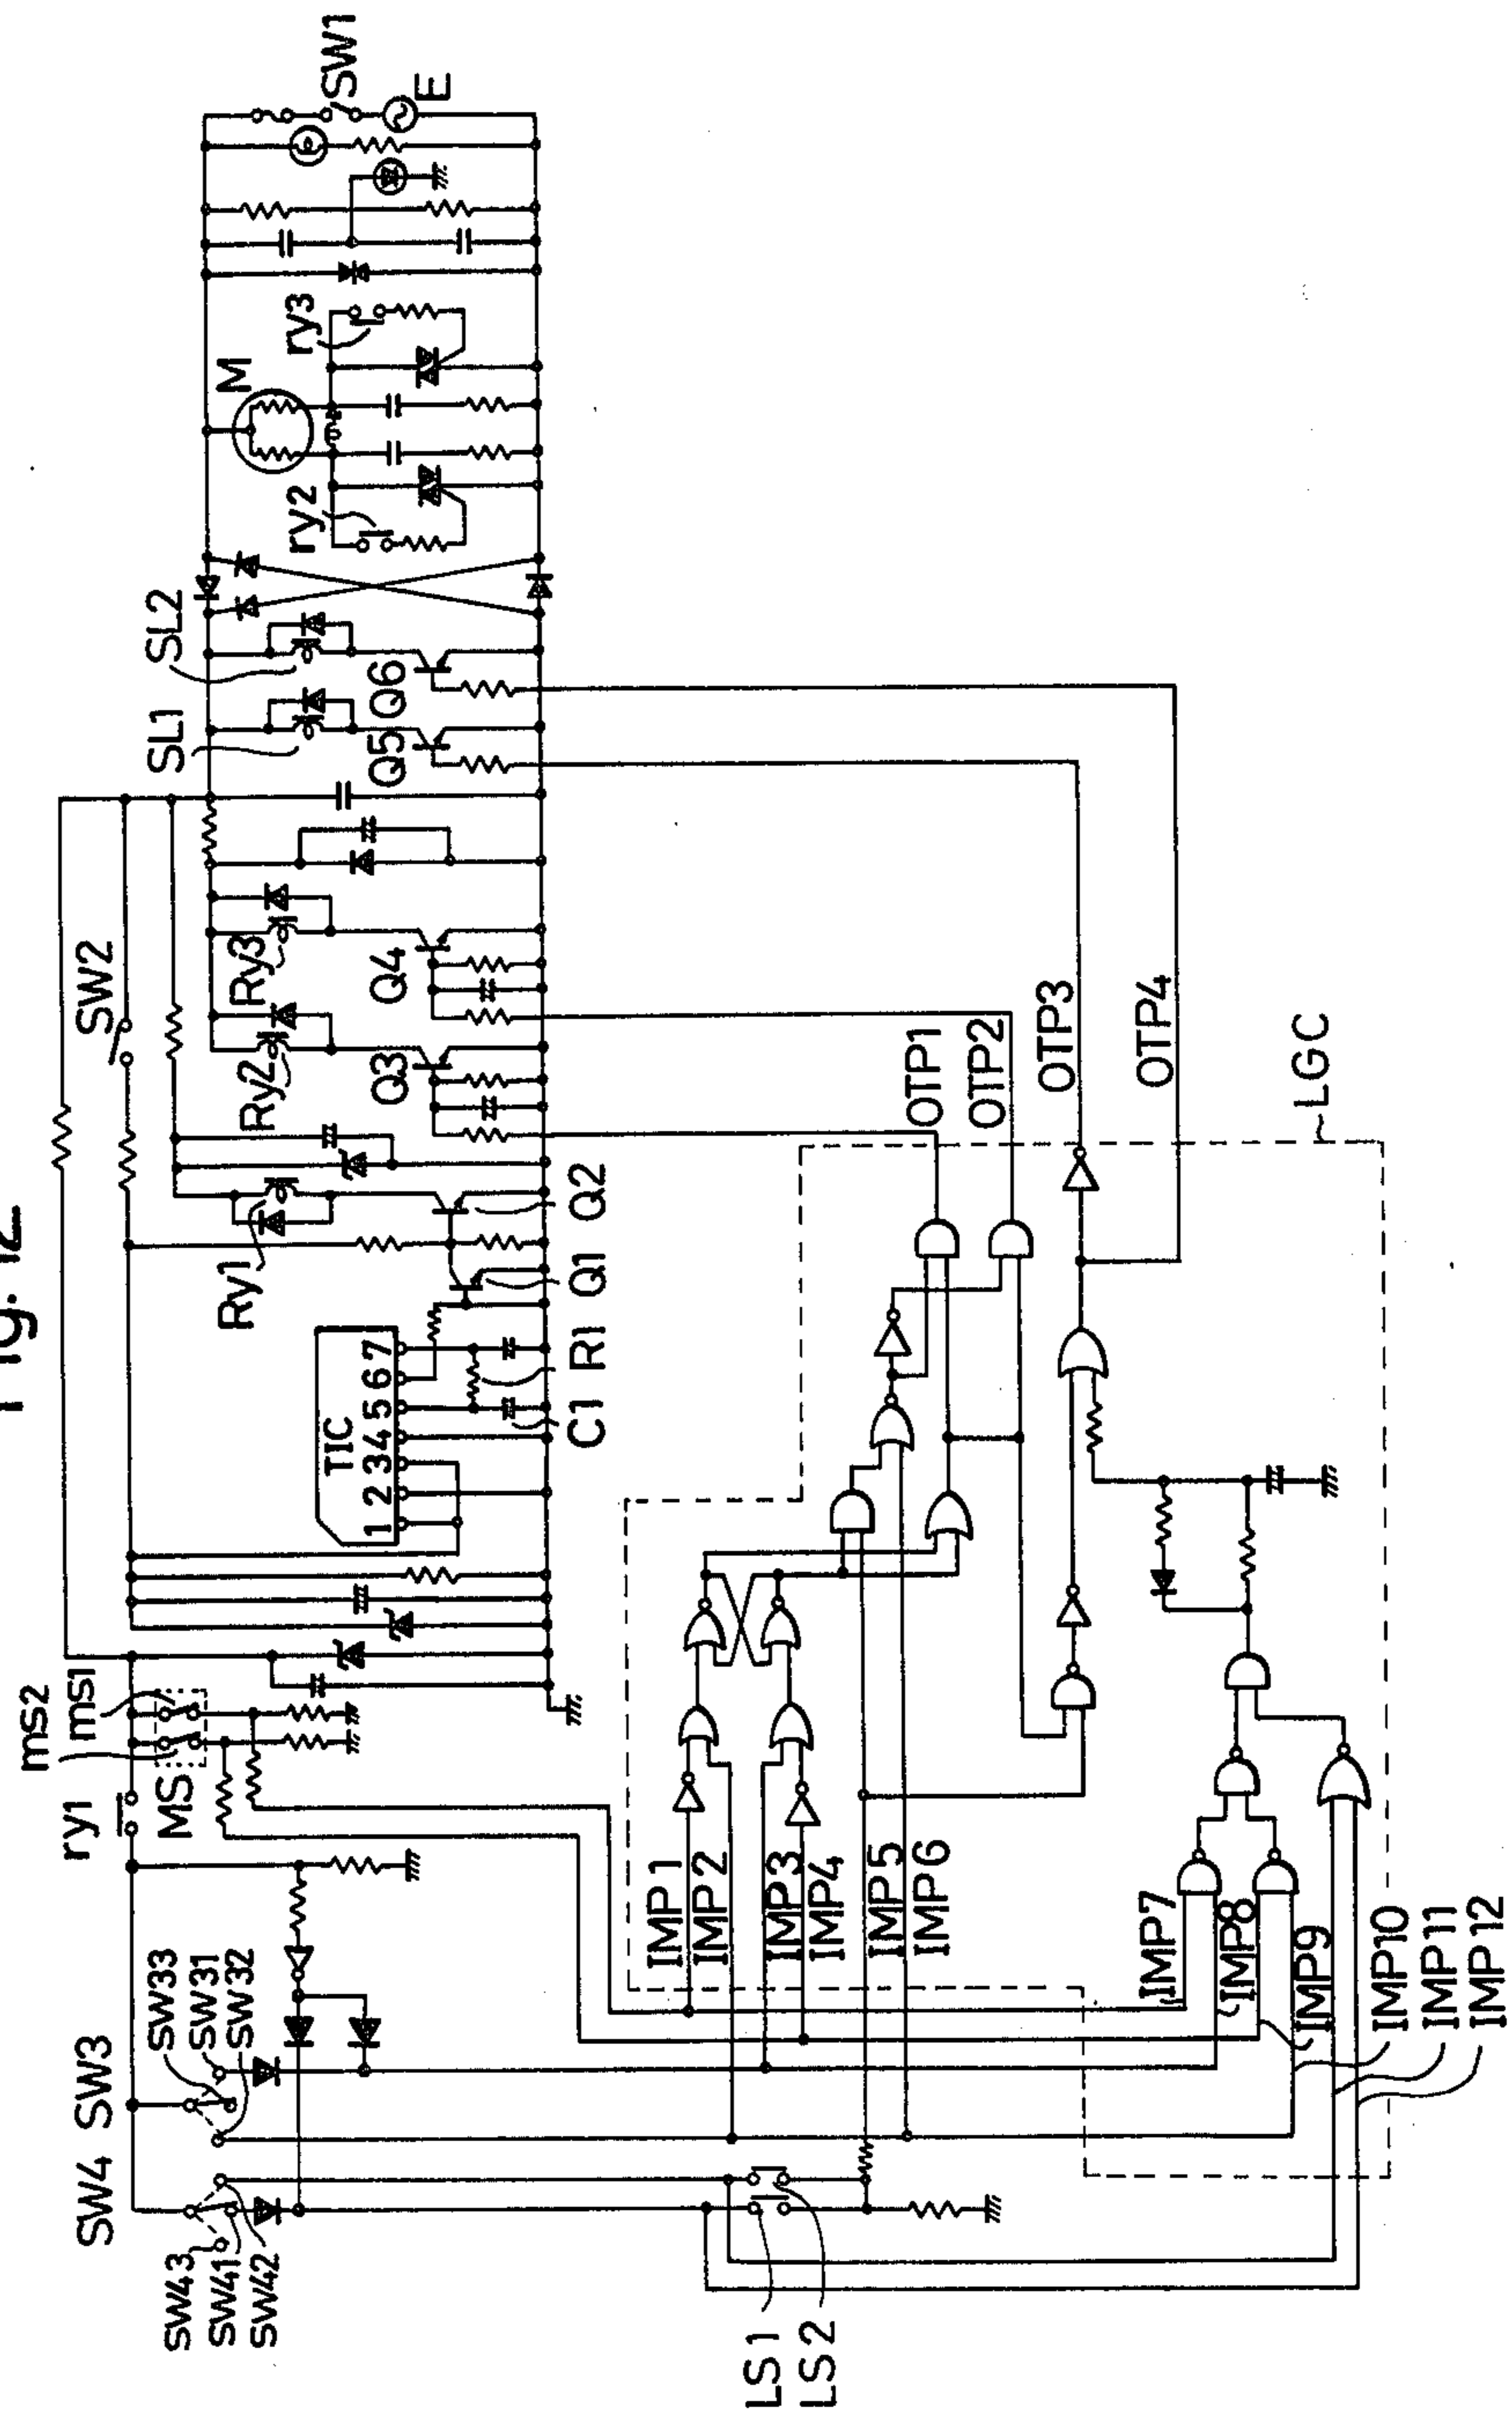 Fig. 12
SW1
E
M
ry3
ry2
SL2
SL1
Q6
Q5
SW2
Ry3
Q4
Ry2
Q3
Ry1
Q2
Q1
R1
C1
TIC
1 2 3 4 5 6 7
ms2
ms1
MS
ry1
SW3
SW33
SW31
SW32
SW4
SW43
SW41
SW42
LS1
LS2
OTP1
OTP2
OTP3
OTP4
LGC
IMP1
IMP2
IMP3
IMP4
IMP5
IMP6
IMP7
IMP8
IMP9
IMP10
IMP11
IMP12